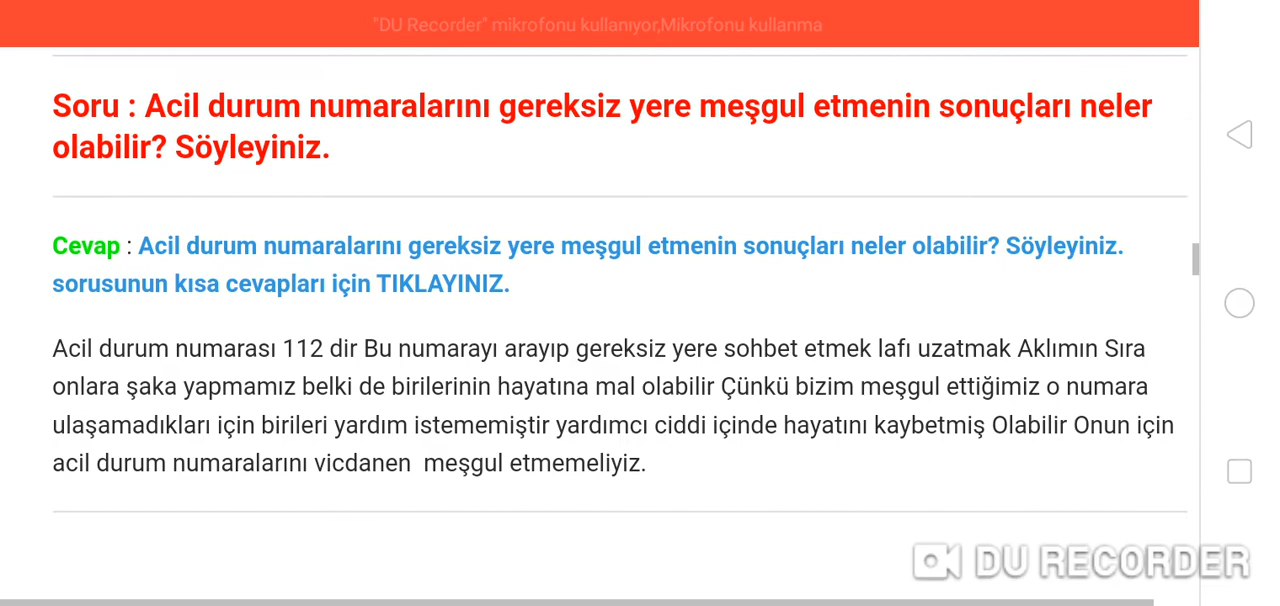 "DU Recorder" mikrofonu kullanıyor,Mikrofonu kullanma
Soru : Acil durum numaralarını gereksiz yere meşgul etmenin sonuçları neler
olabilir? Söyleyiniz.
Cevap : Acil durum numaralarını gereksiz yere meşgul etmenin sonuçları neler olabilir? Söyleyiniz.
sorusunun kısa cevapları için TIKLAYINIZ.
Acil durum numarası 112 dir Bu numarayı arayıp gereksiz yere sohbet etmek lafı uzatmak Aklımın Sıra
onlara şaka yapmamız belki de birilerinin hayatına mal olabilir Çünkü bizim meşgul ettiğimiz o numara
ulaşamadıkları için birileri yardım istememiştir yardımcı ciddi içinde hayatını kaybetmiş Olabilir Onun için
acil durum numaralarını vicdanen  meşgul etmemeliyiz.
DU RECORDER